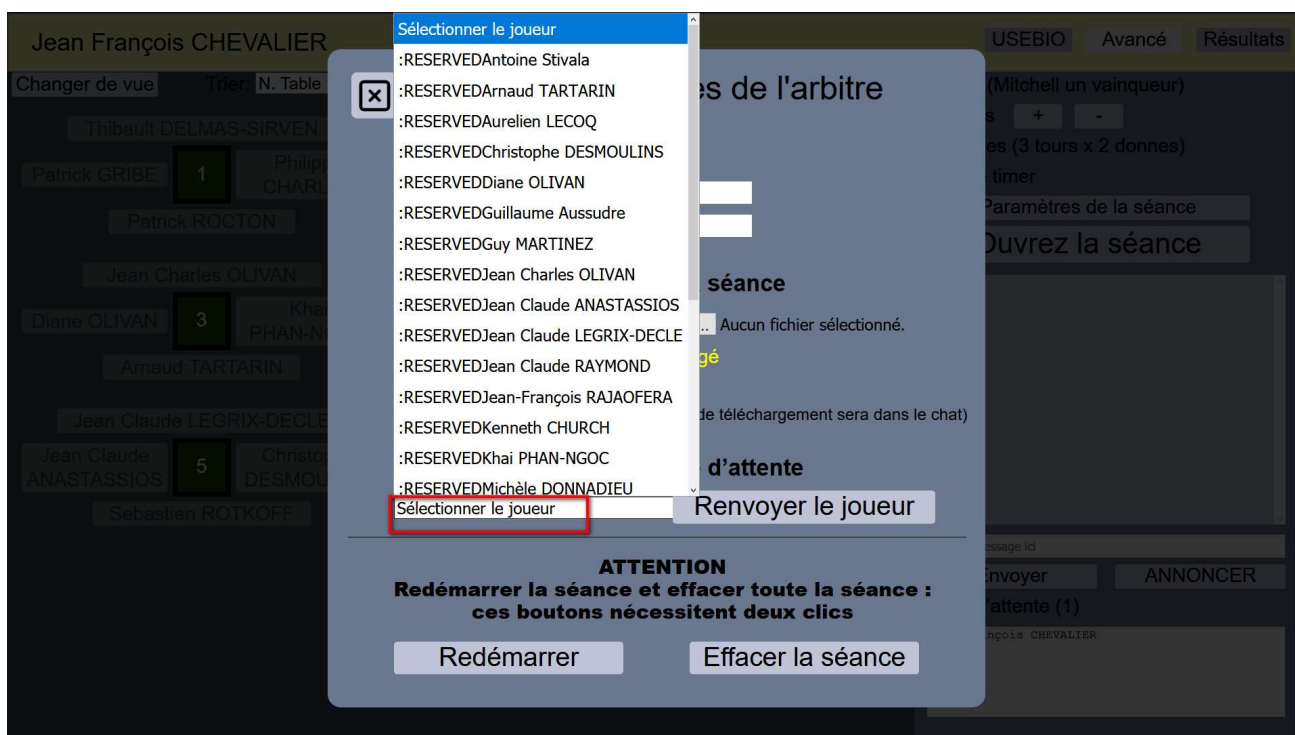 Jean François CHEVALIER
USEBIO Avancé Résultats
Changer de vue Trier: N. Table
Thibault DELMAS-SIRVEN
Patrick GRIBE 1
Patrick ROCTON
Jean Charles OLIVAN
Diane OLIVAN 3
Arnaud TARTARIN
Jean Claude LEGRIX-DECLE
Jean Claude
ANASTASSIOS 5
Sebastien ROTKOFF
Sélectionner le joueur
:RESERVEDAntoine Stivala
:RESERVEDArnaud TARTARIN
:RESERVEDAurelien LECOQ
:RESERVEDChristophe DESMOULINS
:RESERVEDDiane OLIVAN
:RESERVEDGuillaume Aussudre
:RESERVEDGuy MARTINEZ
:RESERVEDJean Charles OLIVAN
:RESERVEDJean Claude ANASTASSIOS
:RESERVEDJean Claude LEGRIX-DECLE
:RESERVEDJean Claude RAYMOND
:RESERVEDJean-François RAJAOFERA
:RESERVEDKenneth CHURCH
:RESERVEDKhai PHAN-NGOC
:RESERVEDMichèle DONNADIEU
Sélectionner le joueur
de l'arbitre
séance
.. Aucun fichier sélectionné.
de téléchargement sera dans le chat)
d'attente
Renvoyer le joueur
ATTENTION
Redémarrer la séance et effacer toute la séance :
ces boutons nécessitent deux clics
Redémarrer Effacer la séance
(Mitchell un vainqueur)
+ -
(3 tours x 2 donnes)
timer
Paramètres de la séance
Ouvrez la séance
ici
Envoyer ANNONCER
d'attente (1)
CHEVALIER